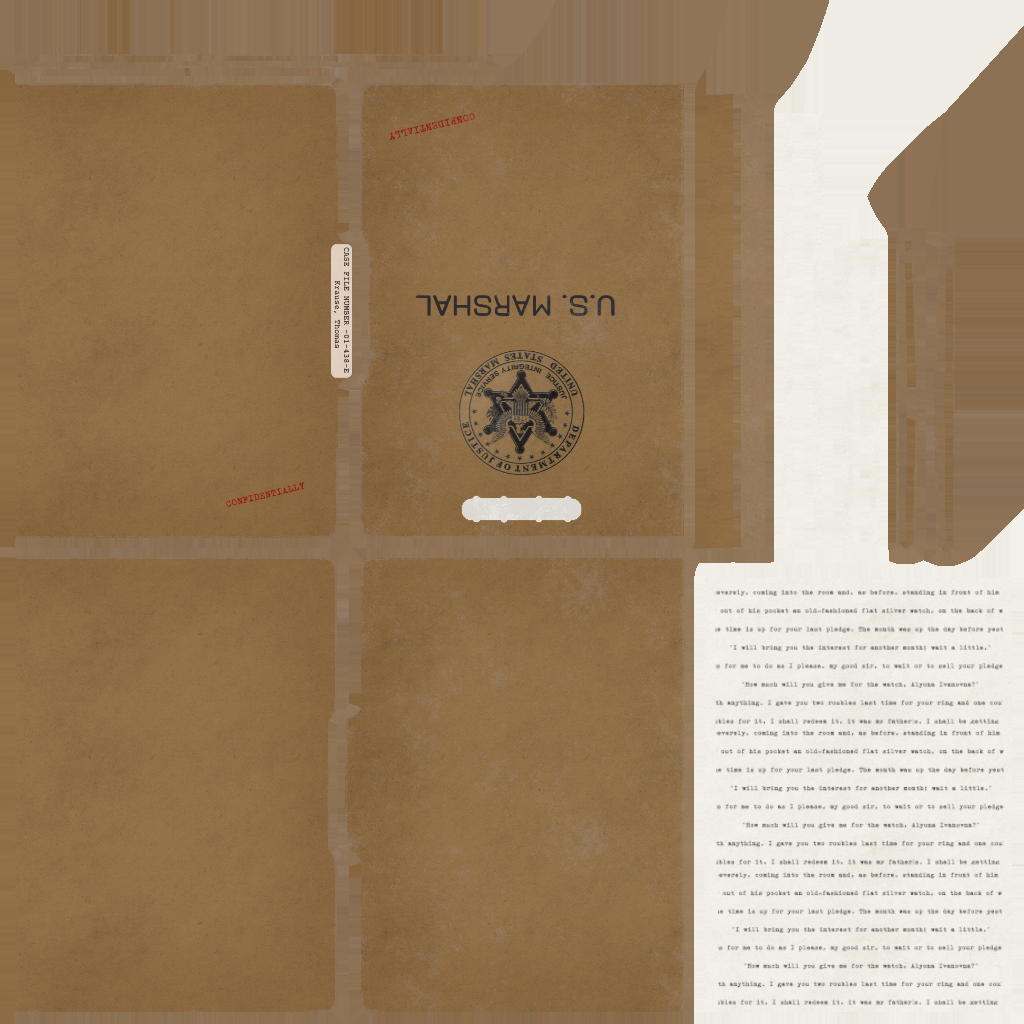 CONFIDENTIALLY
CASE FILE NUMBER -01-438-E
Krause, Thomas
U.S. MARSHAL
UNITED STATES MARSHAL
JUSTICE INTEGRITY SERVICE
DEPARTMENT OF JUSTICE
CONFIDENTIALLY
everely, coming into the room and, as before, standing in front of him
out of his pocket an old-fashioned flat silver watch, on the back of w
e time is up for your last pledge. The month was up the day before yest
'I will bring you the interest for another month; wait a little.'
s for me to do as I please, my good sir, to wait or to sell your pledge
'How much will you give me for the watch, Alyona Ivanovna?'
th anything. I gave you two roubles last time for your ring and one cou
bles for it, I shall redeem it, it was my father's. I shall be getting
everely, coming into the room and, as before, standing in front of him
out of his pocket an old-fashioned flat silver watch, on the back of w
e time is up for your last pledge. The month was up the day before yest
'I will bring you the interest for another month; wait a little.'
s for me to do as I please, my good sir, to wait or to sell your pledge
'How much will you give me for the watch, Alyona Ivanovna?'
th anything. I gave you two roubles last time for your ring and one cou
bles for it, I shall redeem it, it was my father's. I shall be getting
everely, coming into the room and, as before, standing in front of him
out of his pocket an old-fashioned flat silver watch, on the back of w
e time is up for your last pledge. The month was up the day before yest
'I will bring you the interest for another month; wait a little.'
s for me to do as I please, my good sir, to wait or to sell your pledge
'How much will you give me for the watch, Alyona Ivanovna?'
th anything. I gave you two roubles last time for your ring and one cou
bles for it, I shall redeem it, it was my father's. I shall be getting